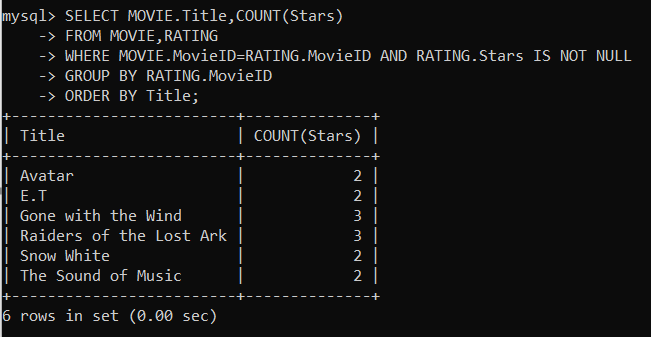 mysql> SELECT MOVIE.Title,COUNT(Stars)
    -> FROM MOVIE,RATING
    -> WHERE MOVIE.MovieID=RATING.MovieID AND RATING.Stars IS NOT NULL
    -> GROUP BY RATING.MovieID
    -> ORDER BY Title;
+-------------------------+--------------+
| Title                   | COUNT(Stars) |
+-------------------------+--------------+
| Avatar                  |            2 |
| E.T                     |            2 |
| Gone with the Wind      |            3 |
| Raiders of the Lost Ark |            3 |
| Snow White              |            2 |
| The Sound of Music      |            2 |
+-------------------------+--------------+
6 rows in set (0.00 sec)